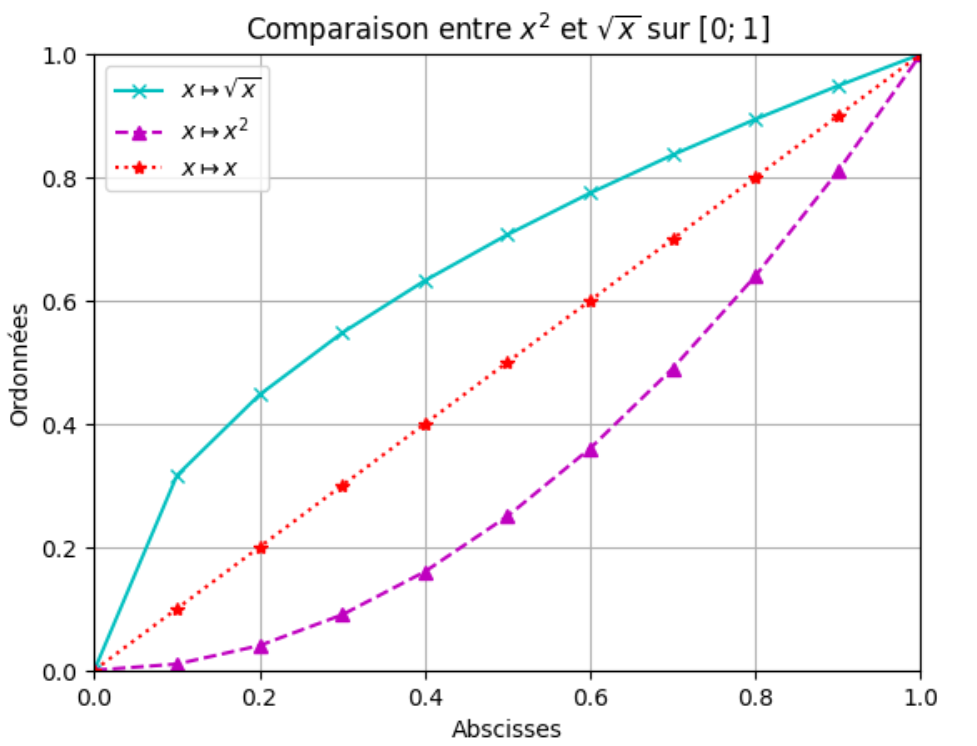 Comparaison entre x² et √x sur [0; 1]
1.0
0.8
0.6
0.4
0.2
0.0
Ordonnées
x ↦ √x
x ↦ x²
x ↦ x
0.0 0.2 0.4 0.6 0.8 1.0
Abscisses